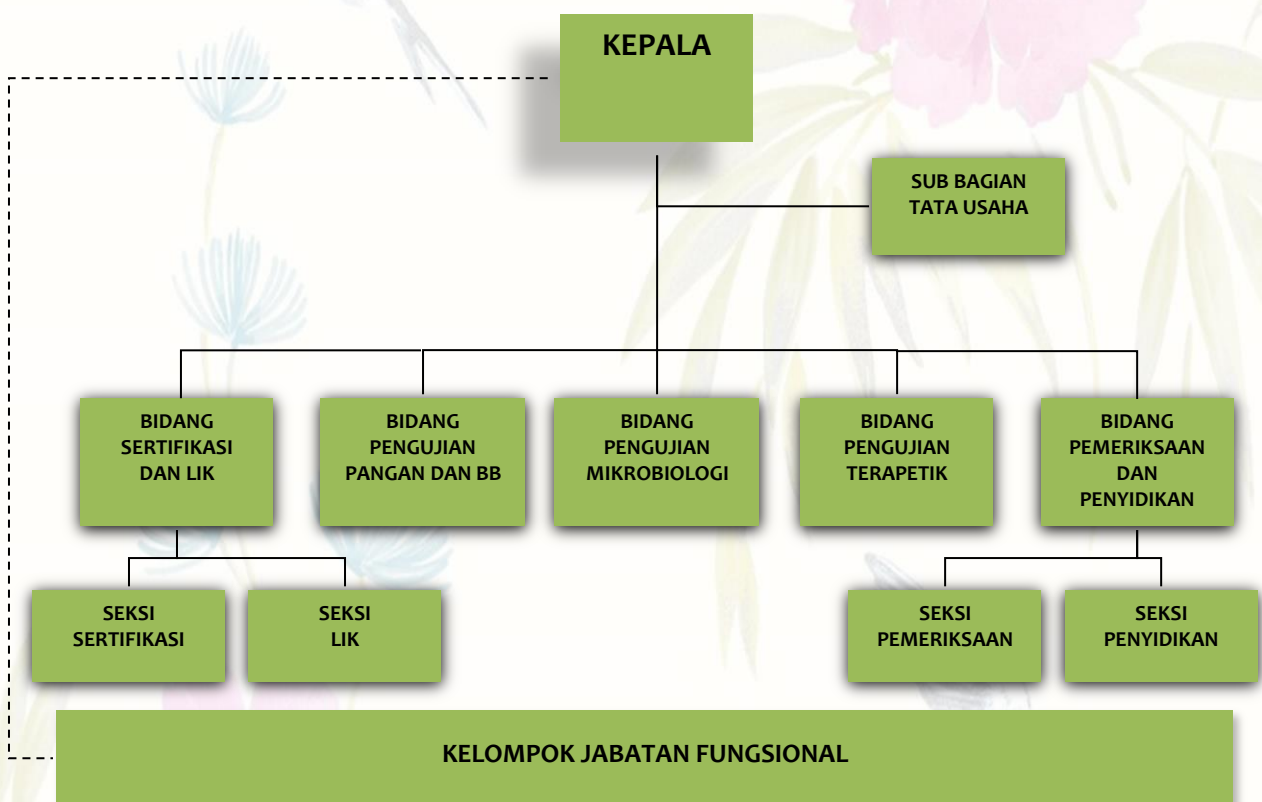 KEPALA
SUB BAGIAN
TATA USAHA
BIDANG
SERTIFIKASI
DAN LIK
BIDANG
PENGUJIAN
PANGAN DAN BB
BIDANG
PENGUJIAN
MIKROBIOLOGI
BIDANG
PENGUJIAN
TERAPETIK
BIDANG
PEMERIKSAAN
DAN
PENYIDIKAN
SEKSI
SERTIFIKASI
SEKSI
LIK
SEKSI
PEMERIKSAAN
SEKSI
PENYIDIKAN
KELOMPOK JABATAN FUNGSIONAL